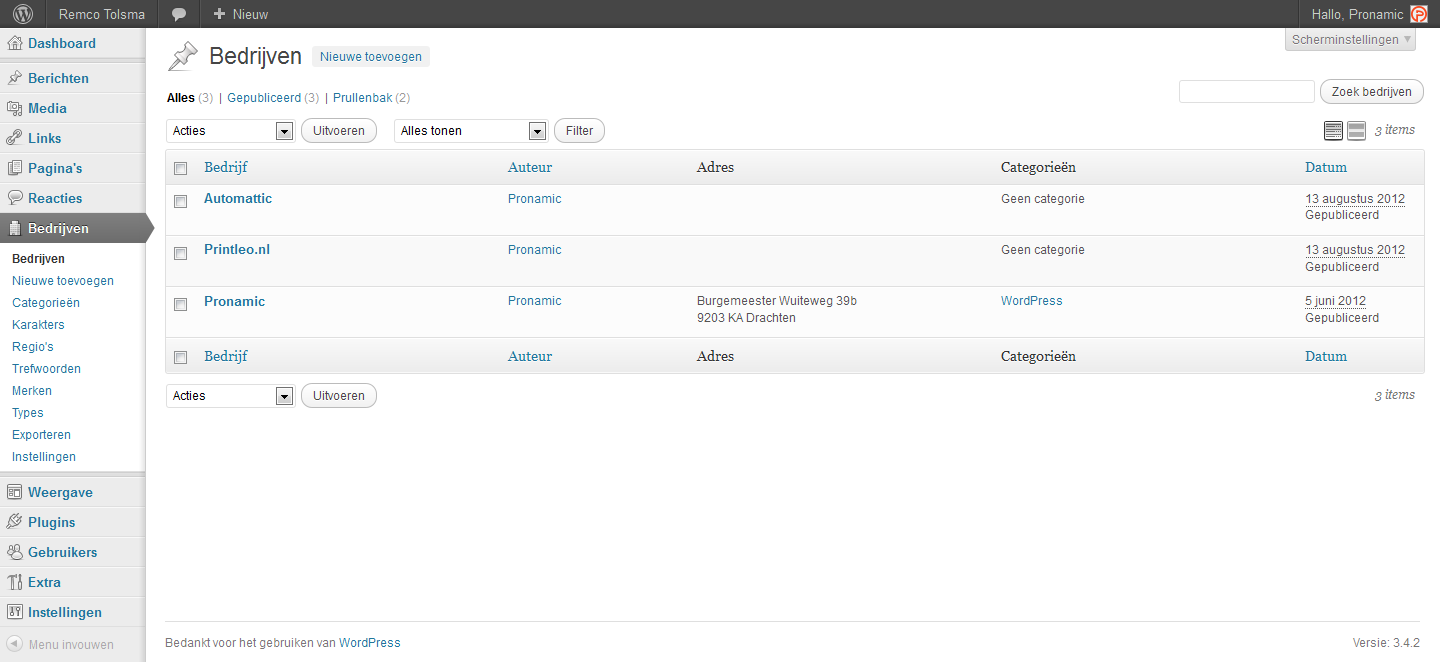 Remco Tolsma
Nieuw
Hallo, Pronamic
Dashboard
Berichten
Media
Links
Pagina's
Reacties
Bedrijven
Bedrijven
Nieuwe toevoegen
Categorieën
Karakters
Regio's
Trefwoorden
Merken
Types
Exporteren
Instellingen
Weergave
Plugins
Gebruikers
Extra
Instellingen
Menu invouwen
Scherminstellingen
Bedrijven Nieuwe toevoegen
Alles (3) | Gepubliceerd (3) | Prullenbak (2)
Zoek bedrijven
Acties Uitvoeren Alles tonen Filter 3 items
Bedrijf Auteur Adres Categorieën Datum
Automattic Pronamic Geen categorie 13 augustus 2012
Gepubliceerd
Printleo.nl Pronamic Geen categorie 13 augustus 2012
Gepubliceerd
Pronamic Pronamic Burgemeester Wuiteweg 39b WordPress 5 juni 2012
9203 KA Drachten Gepubliceerd
Bedrijf Auteur Adres Categorieën Datum
Acties Uitvoeren 3 items
Bedankt voor het gebruiken van WordPress Versie: 3.4.2